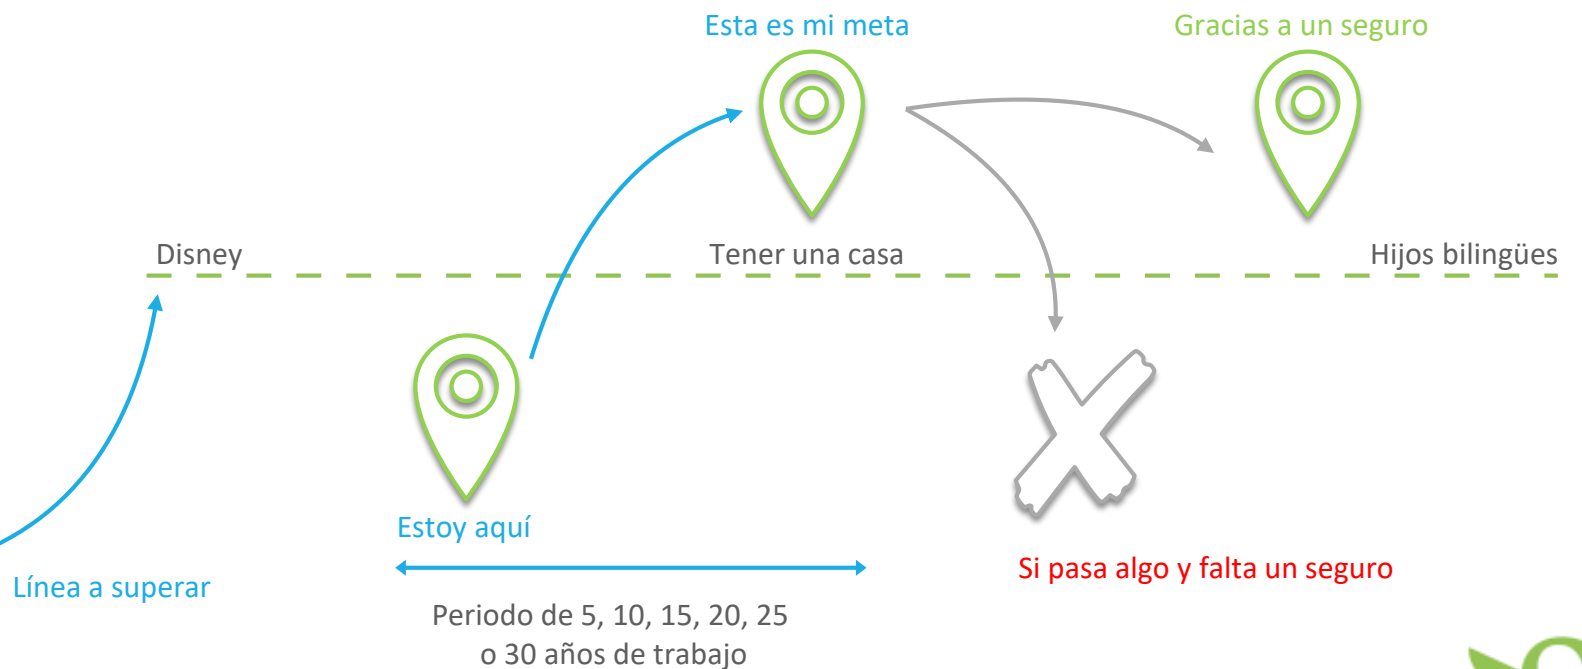 Esta es mi meta
Gracias a un seguro
Disney
Tener una casa
Hijos bilingües
Estoy aquí
Línea a superar
Si pasa algo y falta un seguro
Periodo de 5, 10, 15, 20, 25
o 30 años de trabajo